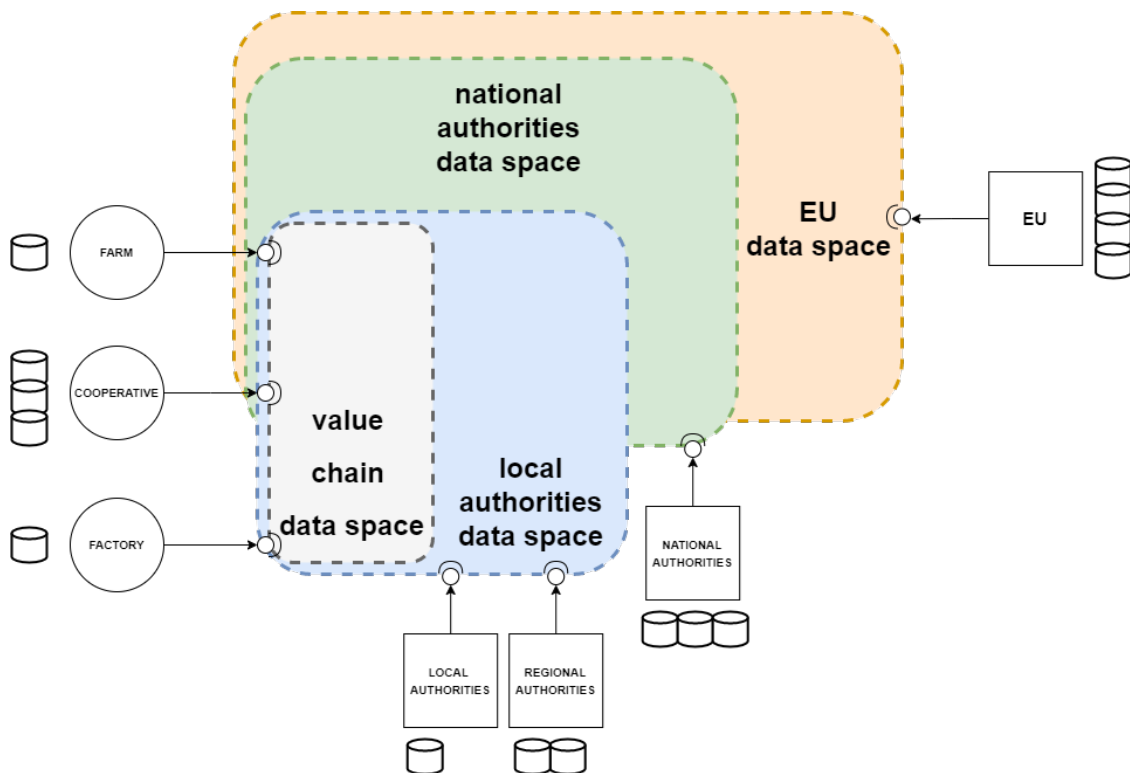 national
authorities
data space
EU
data space
EU
FARM
COOPERATIVE
value
chain
data space
local
authorities
data space
FACTORY
NATIONAL
AUTHORITIES
LOCAL
AUTHORITIES
REGIONAL
AUTHORITIES